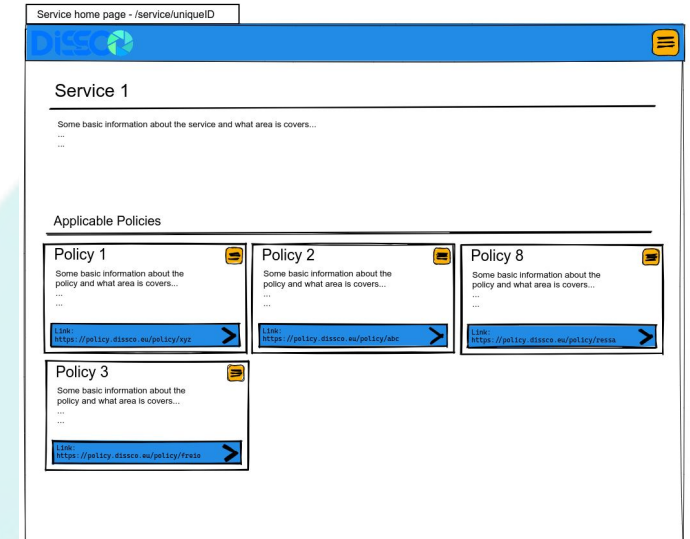 Service home page - /service/uniqueID
DiSSCo
Service 1
Some basic information about the service and what area is covers...
...
...
Applicable Policies
Policy 1
Some basic information about the
policy and what area is covers...
...
...
Link:
https://policy.dissco.eu/policy/xyz
Policy 2
Some basic information about the
policy and what area is covers...
...
...
Link:
https://policy.dissco.eu/policy/abc
Policy 8
Some basic information about the
policy and what area is covers...
...
...
Link:
https://policy.dissco.eu/policy/ressa
Policy 3
Some basic information about the
policy and what area is covers...
...
...
Link:
https://policy.dissco.eu/policy/freio